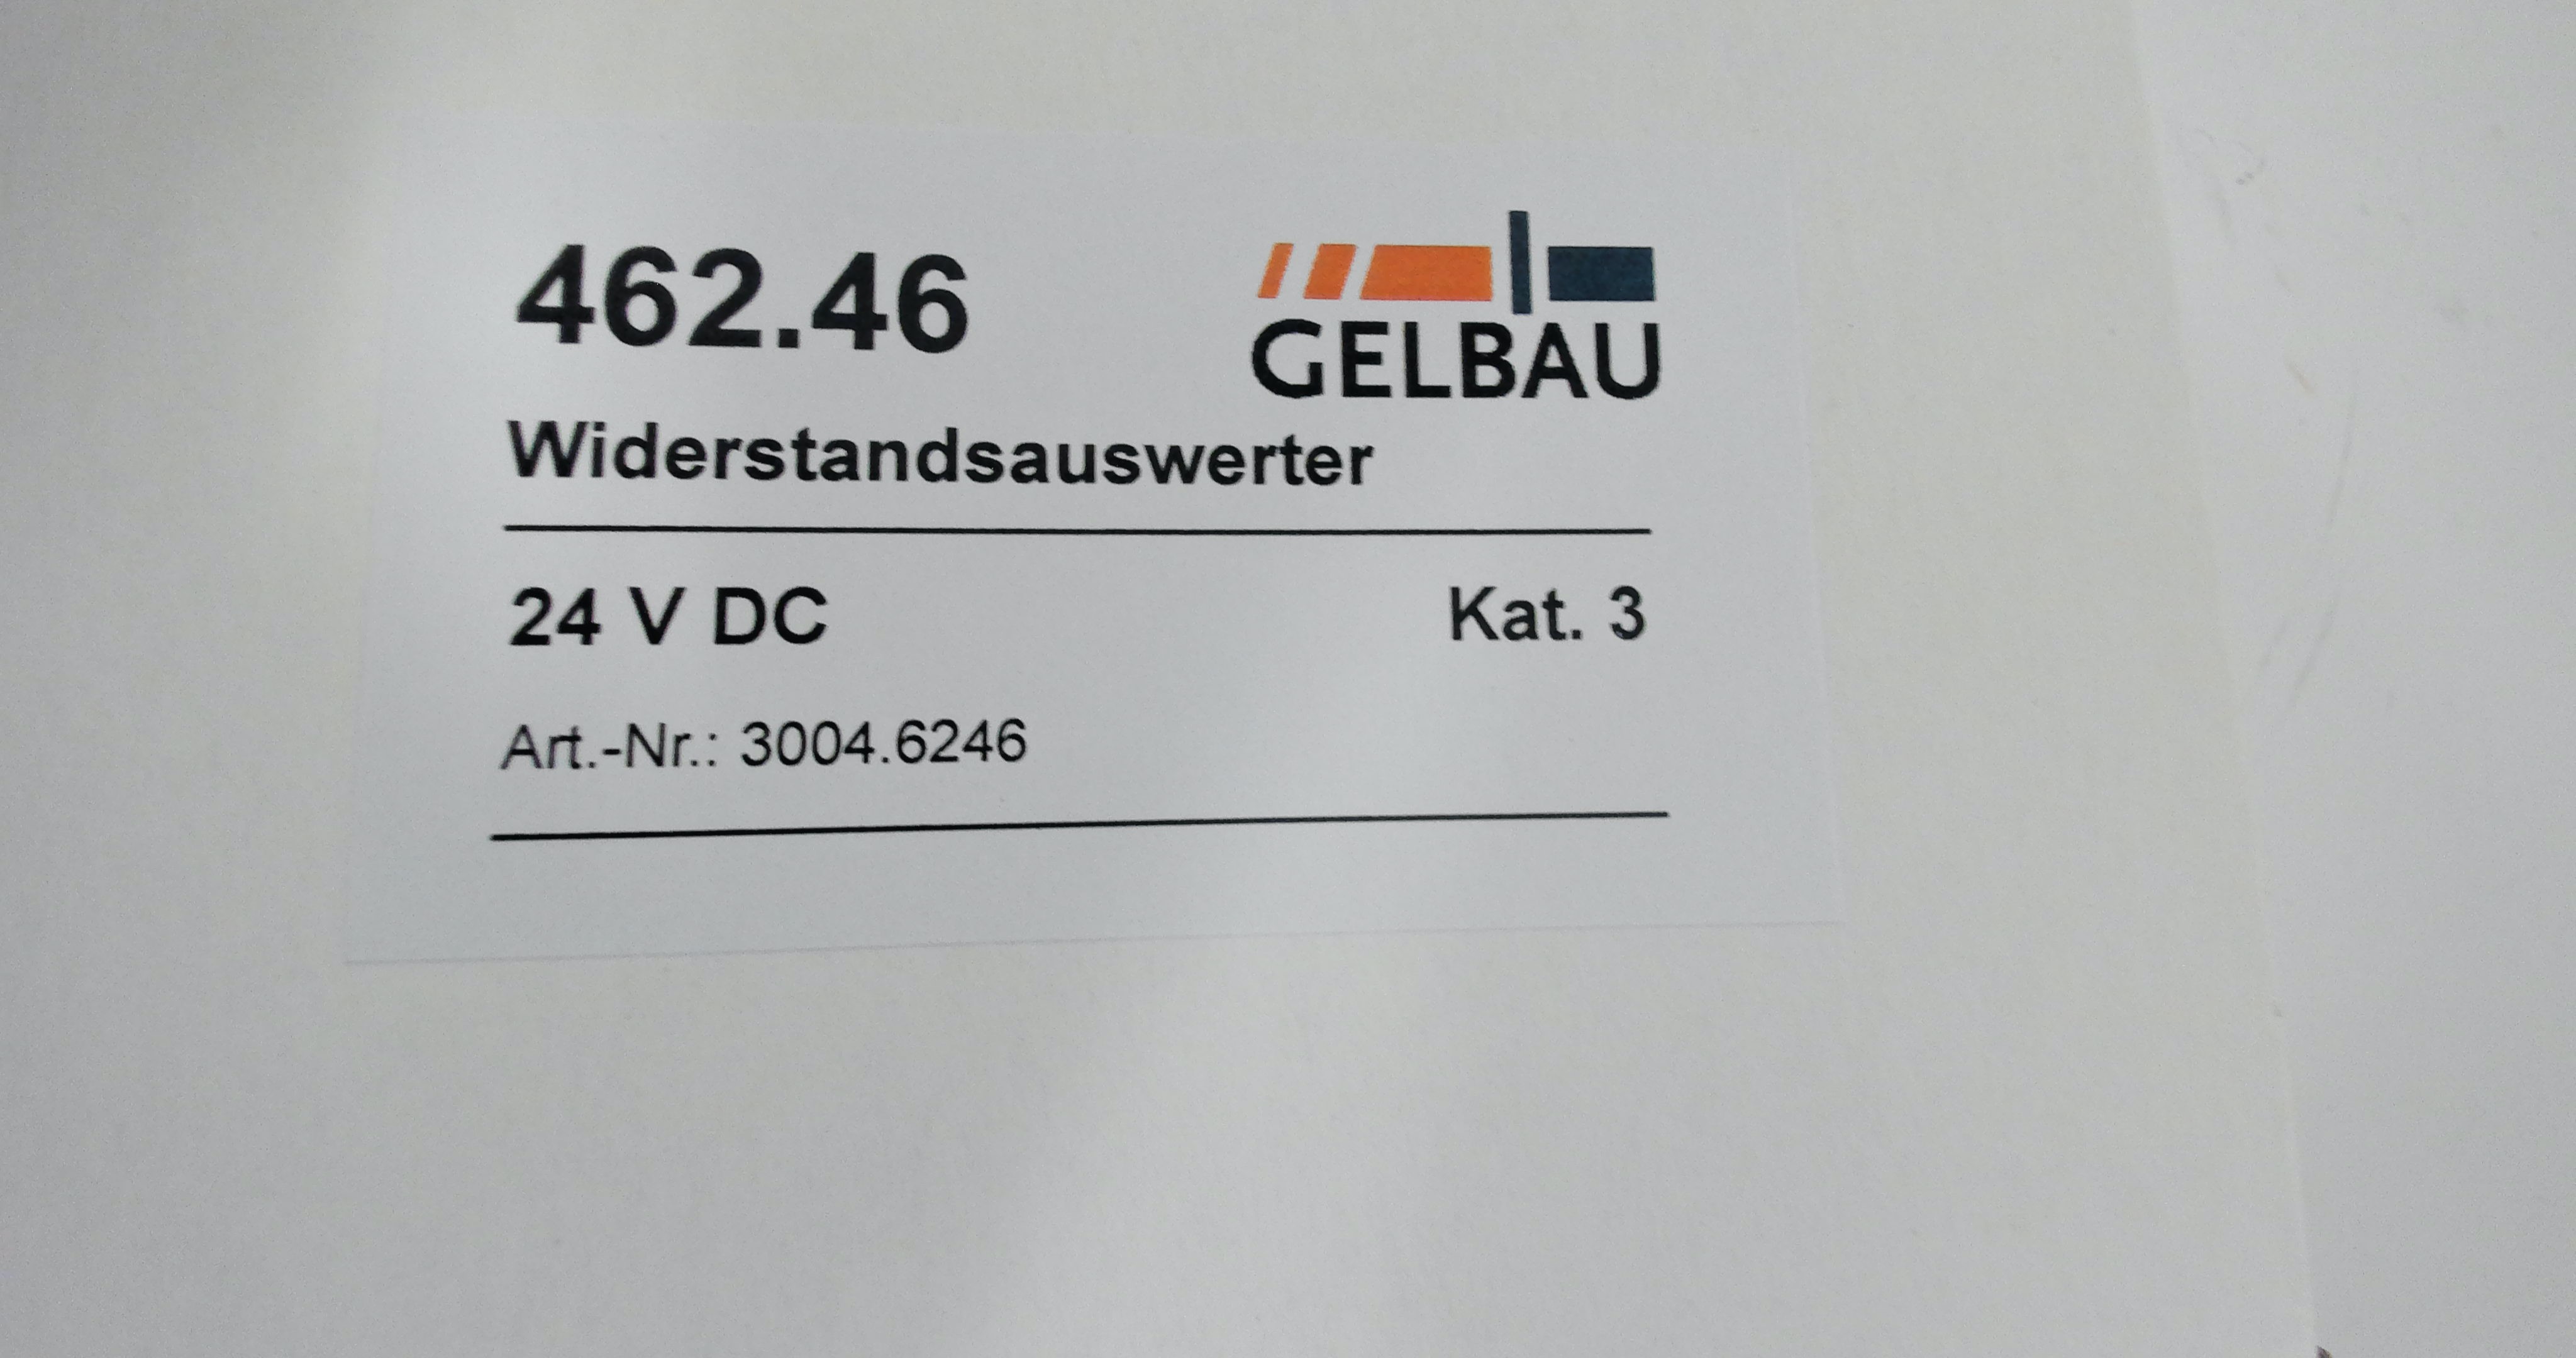 462.46
GELBAU
Widerstandsauswerter
24 V DC Kat. 3
Art.-Nr.: 3004.6246